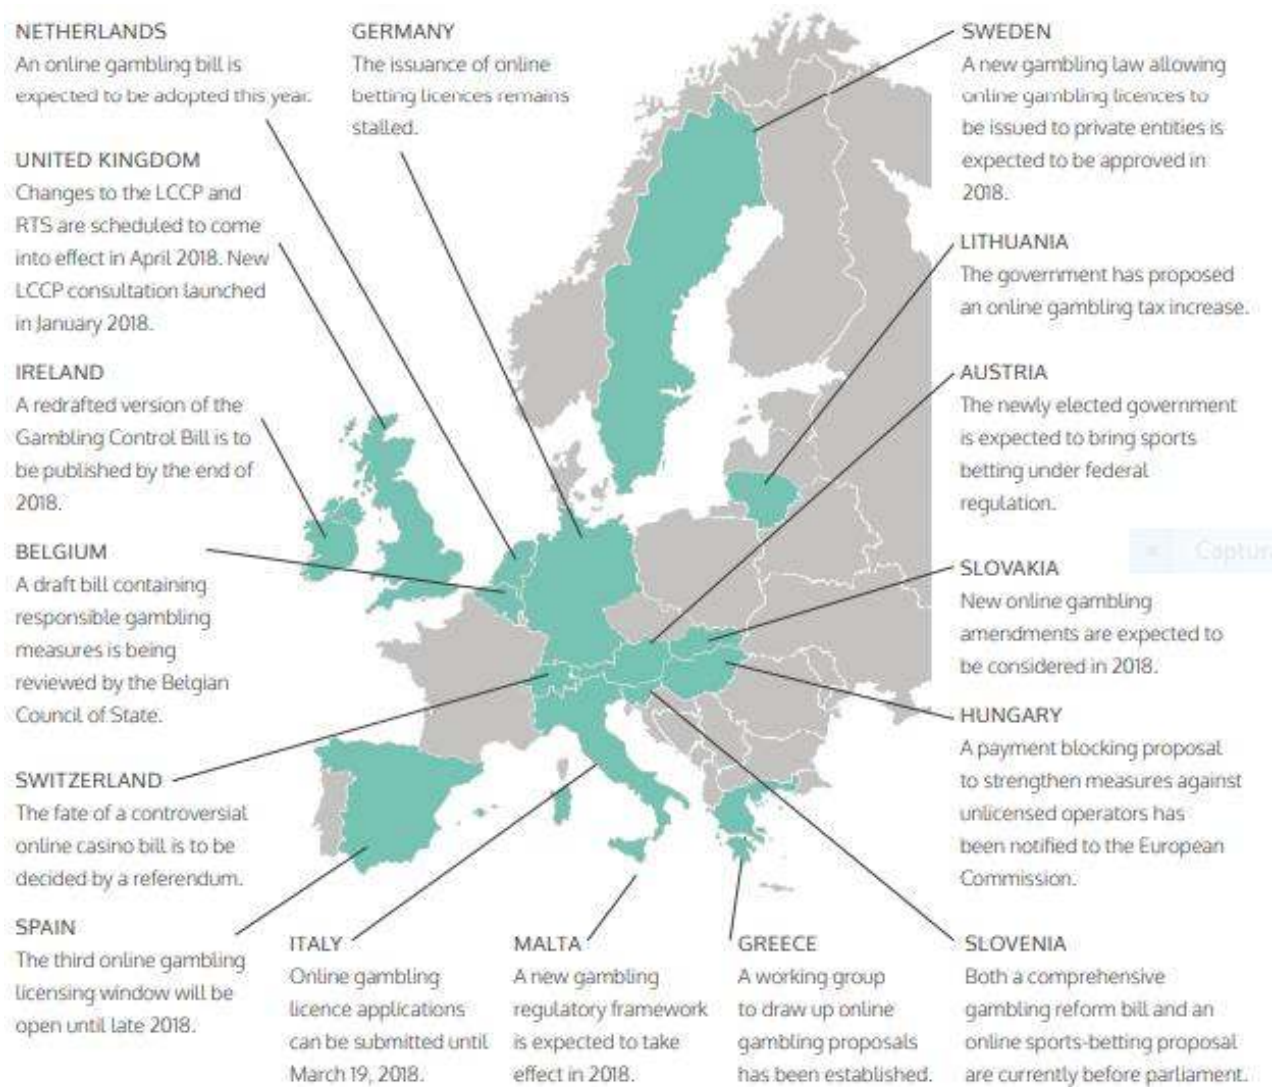 NETHERLANDS
An online gambling bill is
expected to be adopted this year.
UNITED KINGDOM
Changes to the LCCP and
RTS are scheduled to come
into effect in April 2018. New
LCCP consultation launched
in January 2018.
IRELAND
A redrafted version of the
Gambling Control Bill is to
be published by the end of
2018.
BELGIUM
A draft bill containing
responsible gambling
measures is being
reviewed by the Belgian
Council of State.
SWITZERLAND
The fate of a controversial
online casino bill is to be
decided by a referendum.
SPAIN
The third online gambling
licensing window will be
open until late 2018.
GERMANY
The issuance of online
betting licences remains
stalled.
ITALY
Online gambling
licence applications
can be submitted until
March 19, 2018.
MALTA
A new gambling
regulatory framework
is expected to take
effect in 2018.
GREECE
A working group
to draw up online
gambling proposals
has been established.
SWEDEN
A new gambling law allowing
online gambling licences to
be issued to private entities is
expected to be approved in
2018.
LITHUANIA
The government has proposed
an online gambling tax increase.
AUSTRIA
The newly elected government
is expected to bring sports
betting under federal
regulation.
SLOVAKIA
New online gambling
amendments are expected to
be considered in 2018.
HUNGARY
A payment blocking proposal
to strengthen measures against
unlicensed operators has
been notified to the European
Commission.
SLOVENIA
Both a comprehensive
gambling reform bill and an
online sports-betting proposal
are currently before parliament.
Captura